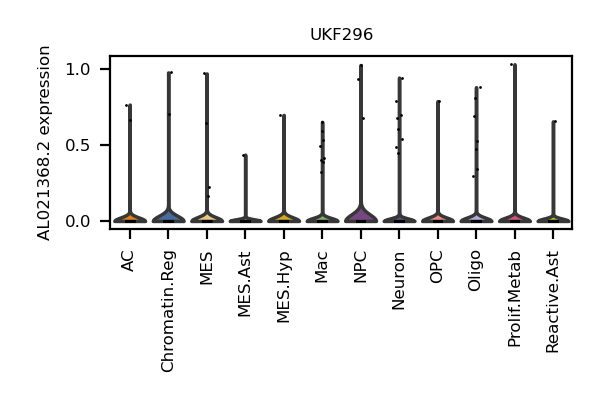 UKF296
AL021368.2 expression
1.0
0.5
0.0
AC
Chromatin.Reg
MES
MES.Ast
MES.Hyp
Mac
NPC
Neuron
OPC
Oligo
Prolif.Metab
Reactive.Ast